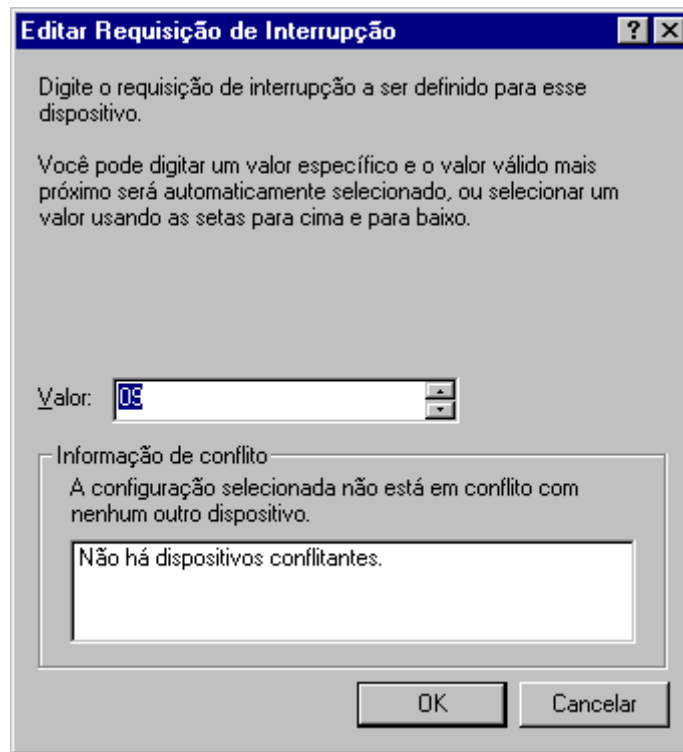 Editar Requisição de Interrupção
Digite o requisição de interrupção a ser definido para esse
dispositivo.
Você pode digitar um valor específico e o valor válido mais
próximo será automaticamente selecionado, ou selecionar um
valor usando as setas para cima e para baixo.
Valor: 09
Informação de conflito
A configuração selecionada não está em conflito com
nenhum outro dispositivo.
Não há dispositivos conflitantes.
OK Cancelar